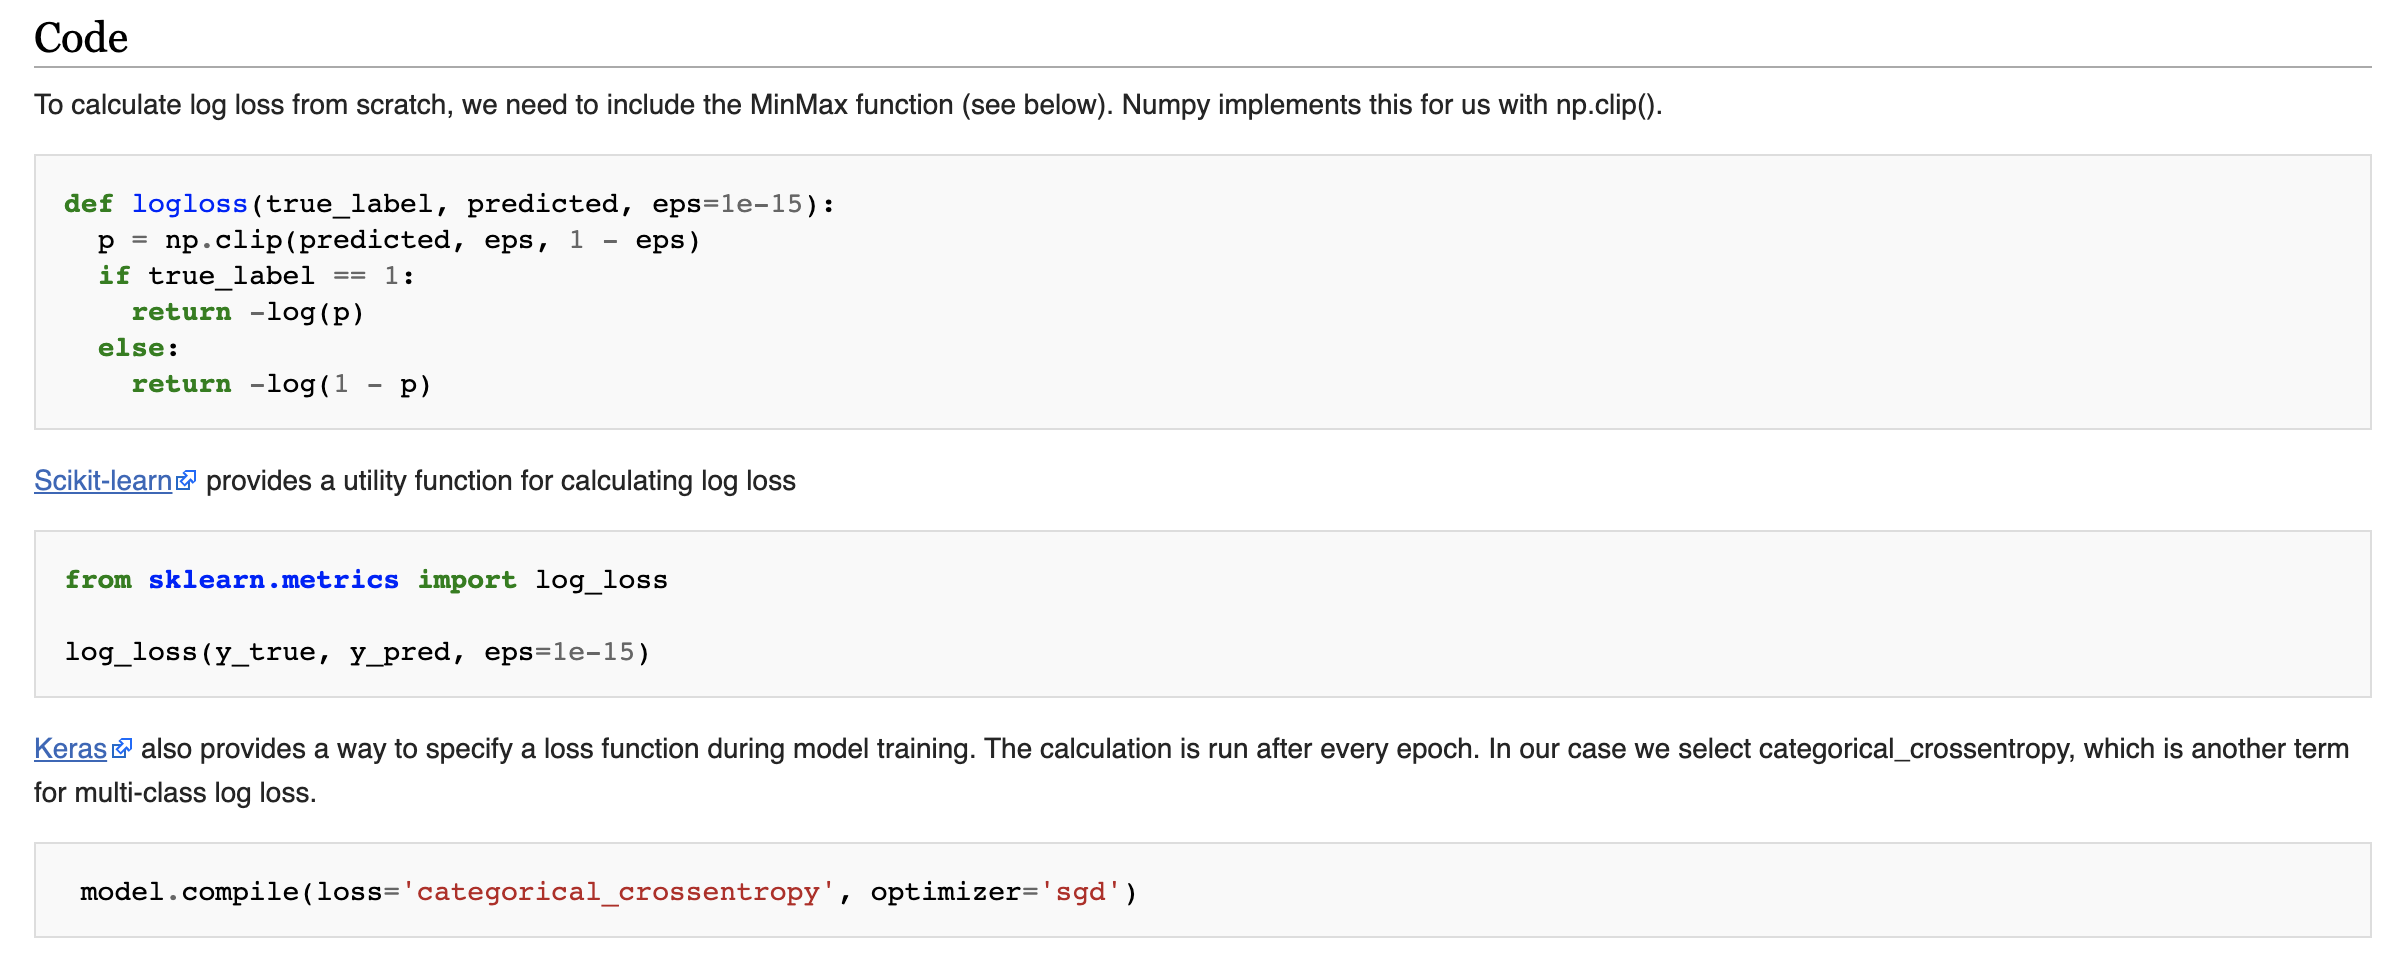 Code
To calculate log loss from scratch, we need to include the MinMax function (see below). Numpy implements this for us with np.clip().
def logloss(true_label, predicted, eps=1e-15):
  p = np.clip(predicted, eps, 1 - eps)
  if true_label == 1:
    return -log(p)
  else:
    return -log(1 - p)
Scikit-learn provides a utility function for calculating log loss
from sklearn.metrics import log_loss
log_loss(y_true, y_pred, eps=1e-15)
Keras also provides a way to specify a loss function during model training. The calculation is run after every epoch. In our case we select categorical_crossentropy, which is another term
for multi-class log loss.
model.compile(loss='categorical_crossentropy', optimizer='sgd')